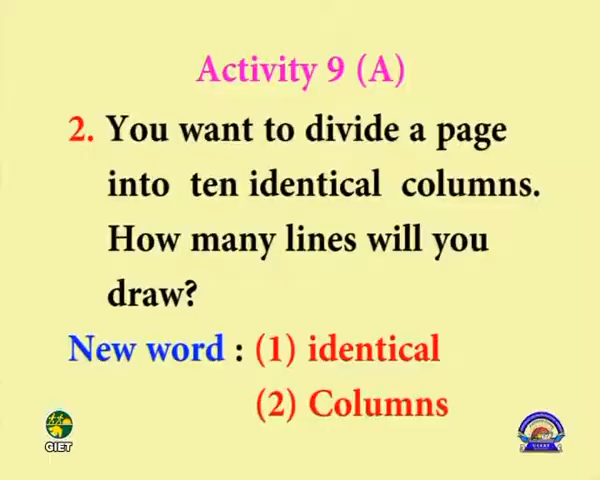 Activity 9 (A)
2. You want to divide a page
into ten identical columns.
How many lines will you
draw?
New word : (1) identical
(2) Columns
GIET